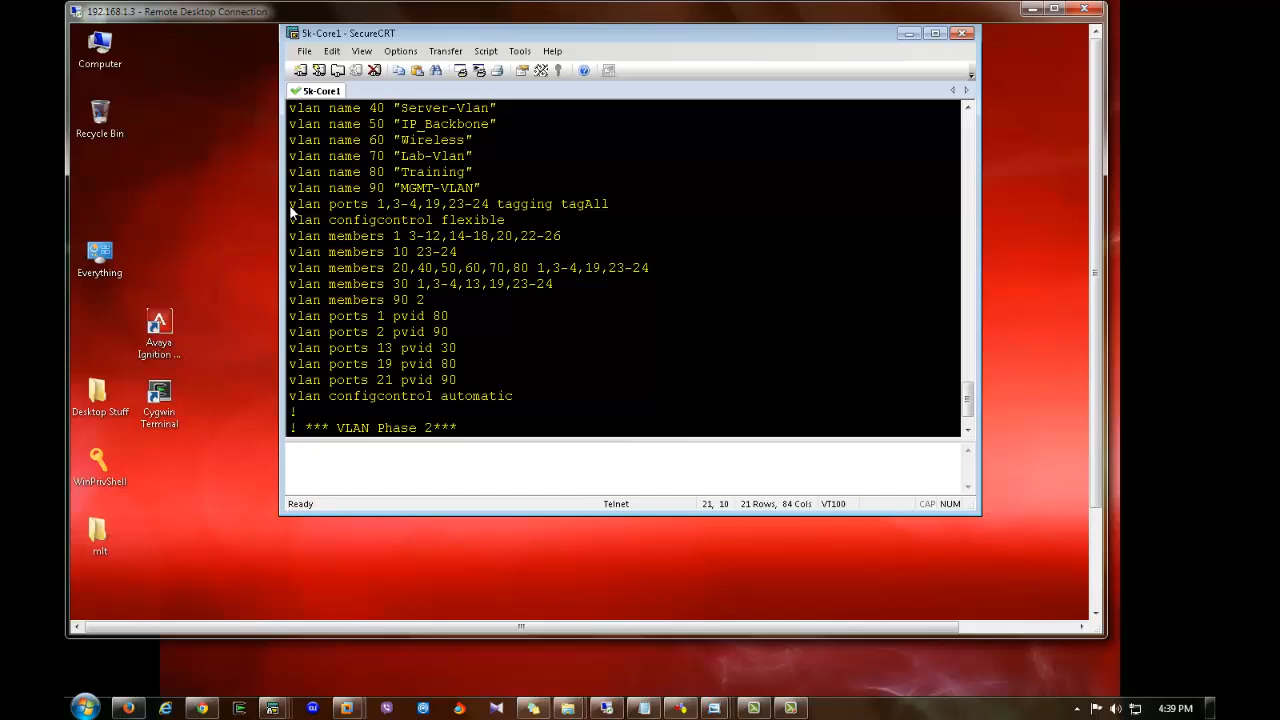 192.168.1.3 - Remote Desktop Connection
5k-Core1 - SecureCRT
File Edit View Options Transfer Script Tools Help
5k-Core1
vlan name 40 "Server-Vlan"
vlan name 50 "IP_Backbone"
vlan name 60 "Wireless"
vlan name 70 "Lab-Vlan"
vlan name 80 "Training"
vlan name 90 "MGMT-VLAN"
vlan ports 1,3-4,19,23-24 tagging tagAll
vlan configcontrol flexible
vlan members 1 3-12,14-18,20,22-26
vlan members 10 23-24
vlan members 20,40,50,60,70,80 1,3-4,19,23-24
vlan members 30 1,3-4,13,19,23-24
vlan members 90 2
vlan ports 1 pvid 80
vlan ports 2 pvid 90
vlan ports 13 pvid 30
vlan ports 19 pvid 80
vlan ports 21 pvid 90
vlan configcontrol automatic
!
! *** VLAN Phase 2***
Ready Telnet 21, 10 21 Rows, 84 Cols VT100 CAP NUM
Computer
Recycle Bin
Everything
Avaya
Ignition ...
Desktop Stuff
Cygwin
Terminal
WinPrivShell
mlt
4:39 PM